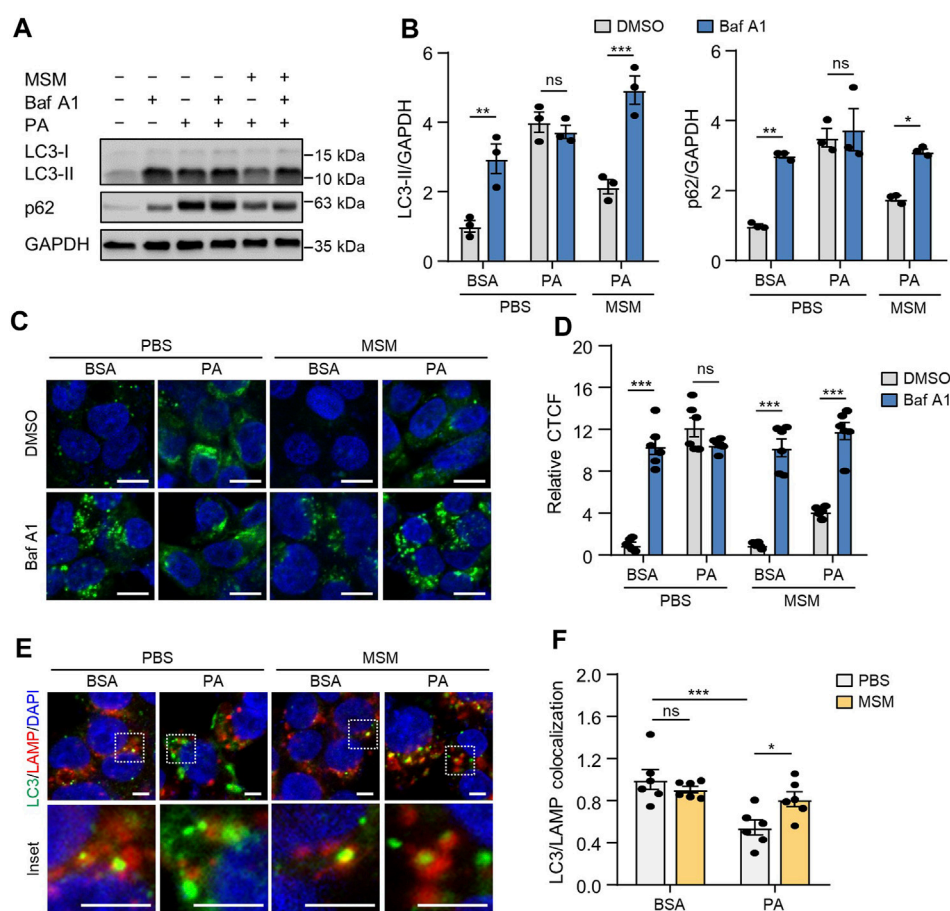 A
MSM − − − − + +
Baf A1 − + − + − +
PA − − + + + +
LC3-I
15 kDa
LC3-II
10 kDa
p62
63 kDa
GAPDH
35 kDa
B
DMSO Baf A1
LC3-II/GAPDH
6
4
2
0
** ns ***
BSA PA PA
PBS MSM
p62/GAPDH
6
4
2
0
** ns *
BSA PA PA
PBS MSM
C
PBS MSM
BSA PA BSA PA
DMSO
Baf A1
D
Relative CTCF
20
16
12
8
4
0
*** ns *** ***
DMSO
Baf A1
BSA PA BSA PA
PBS MSM
E
PBS MSM
BSA PA BSA PA
LC3/LAMP/DAPI
Inset
F
LC3/LAMP colocalization
2.0
1.6
1.2
0.8
0.4
0.0
***
ns *
PBS
MSM
BSA PA